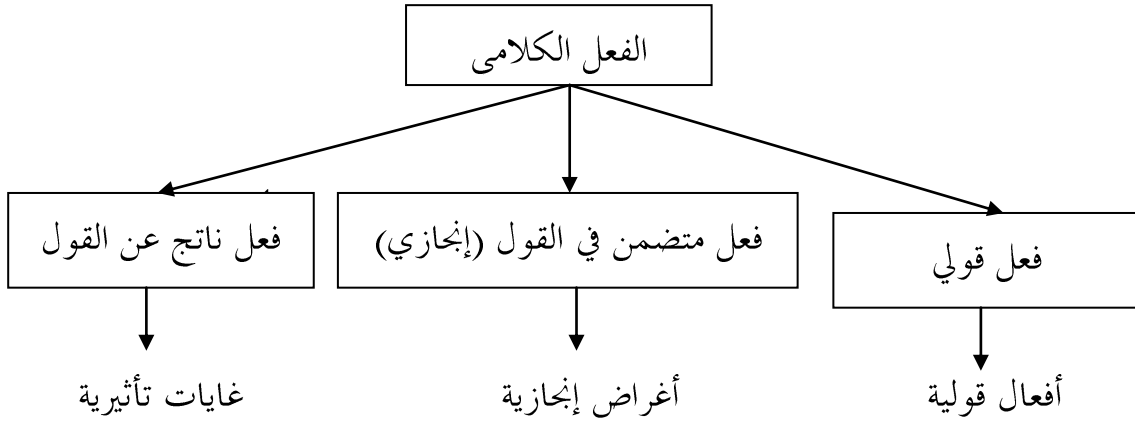 الفعل الكلامى
فعل قولي
فعل متضمن في القول (إنجازي)
فعل ناتج عن القول
أفعال قولية
أغراض إنجازية
غايات تأثيرية